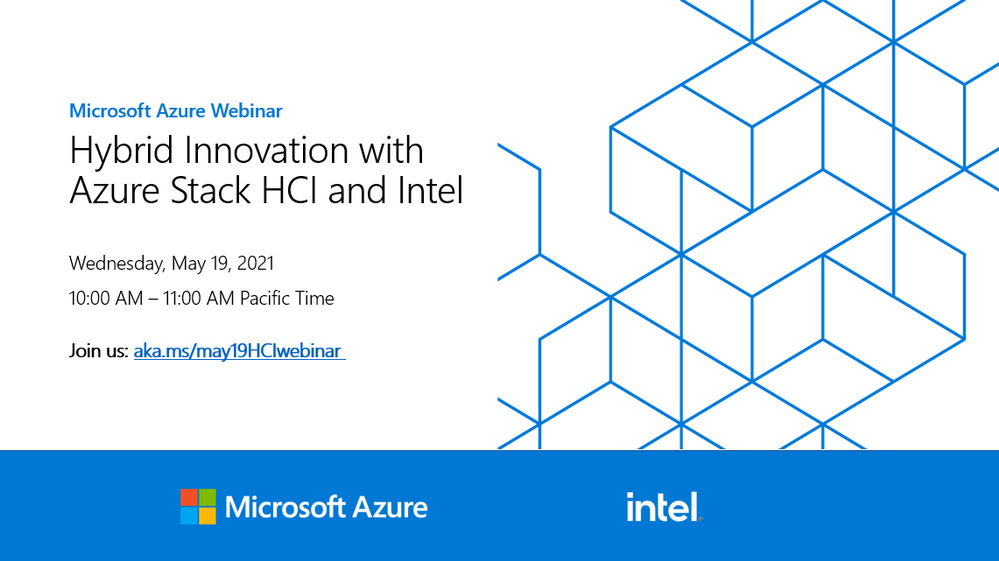 Microsoft Azure Webinar
Hybrid Innovation with
Azure Stack HCI and Intel
Wednesday, May 19, 2021
10:00 AM – 11:00 AM Pacific Time
Join us: aka.ms/may19HCIwebinar
Microsoft Azure
intel